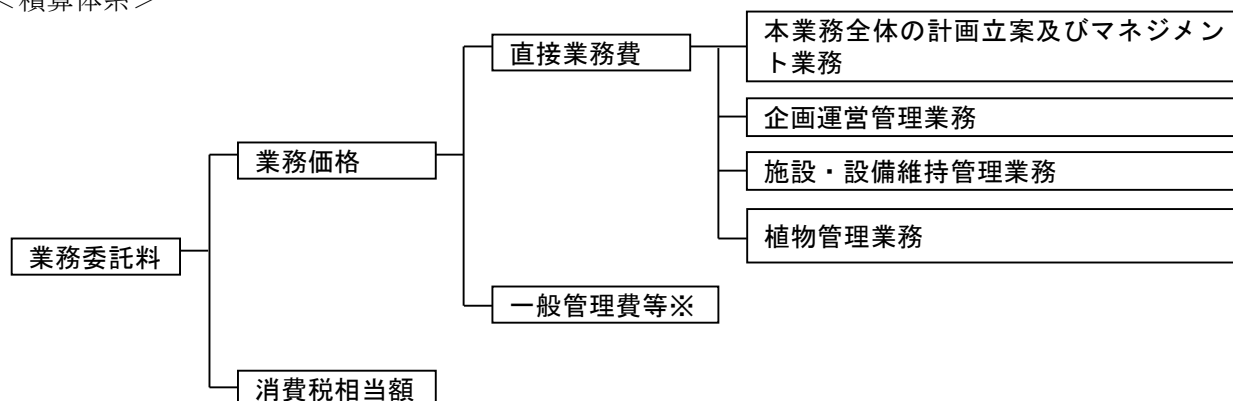 ＜積算体系＞
直接業務費
本業務全体の計画立案及びマネジメン
ト業務
企画運営管理業務
業務価格
施設・設備維持管理業務
植物管理業務
業務委託料
一般管理費等※
消費税相当額